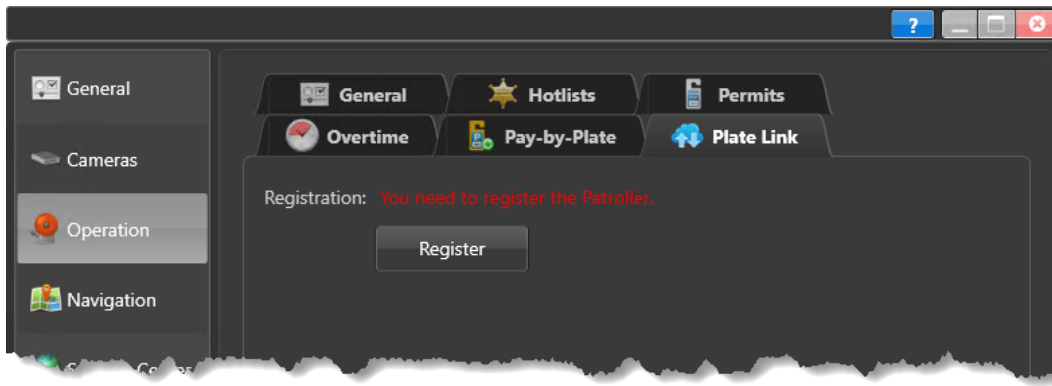 ?
General
Cameras
Operation
Navigation
General Hotlists Permits
Overtime Pay-by-Plate Plate Link
Registration: You need to register the Patroller.
Register